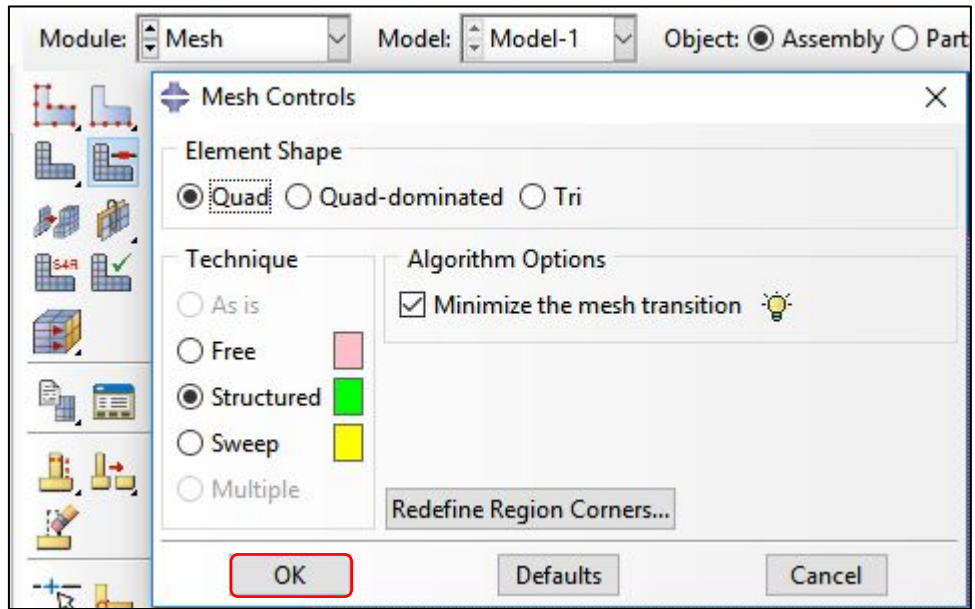 Module: Mesh Model: Model-1 Object: Assembly Part
Mesh Controls
Element Shape
Quad Quad-dominated Tri
Technique
As is
Free
Structured
Sweep
Multiple
Algorithm Options
Minimize the mesh transition
Redefine Region Corners...
S4R
OK Defaults Cancel